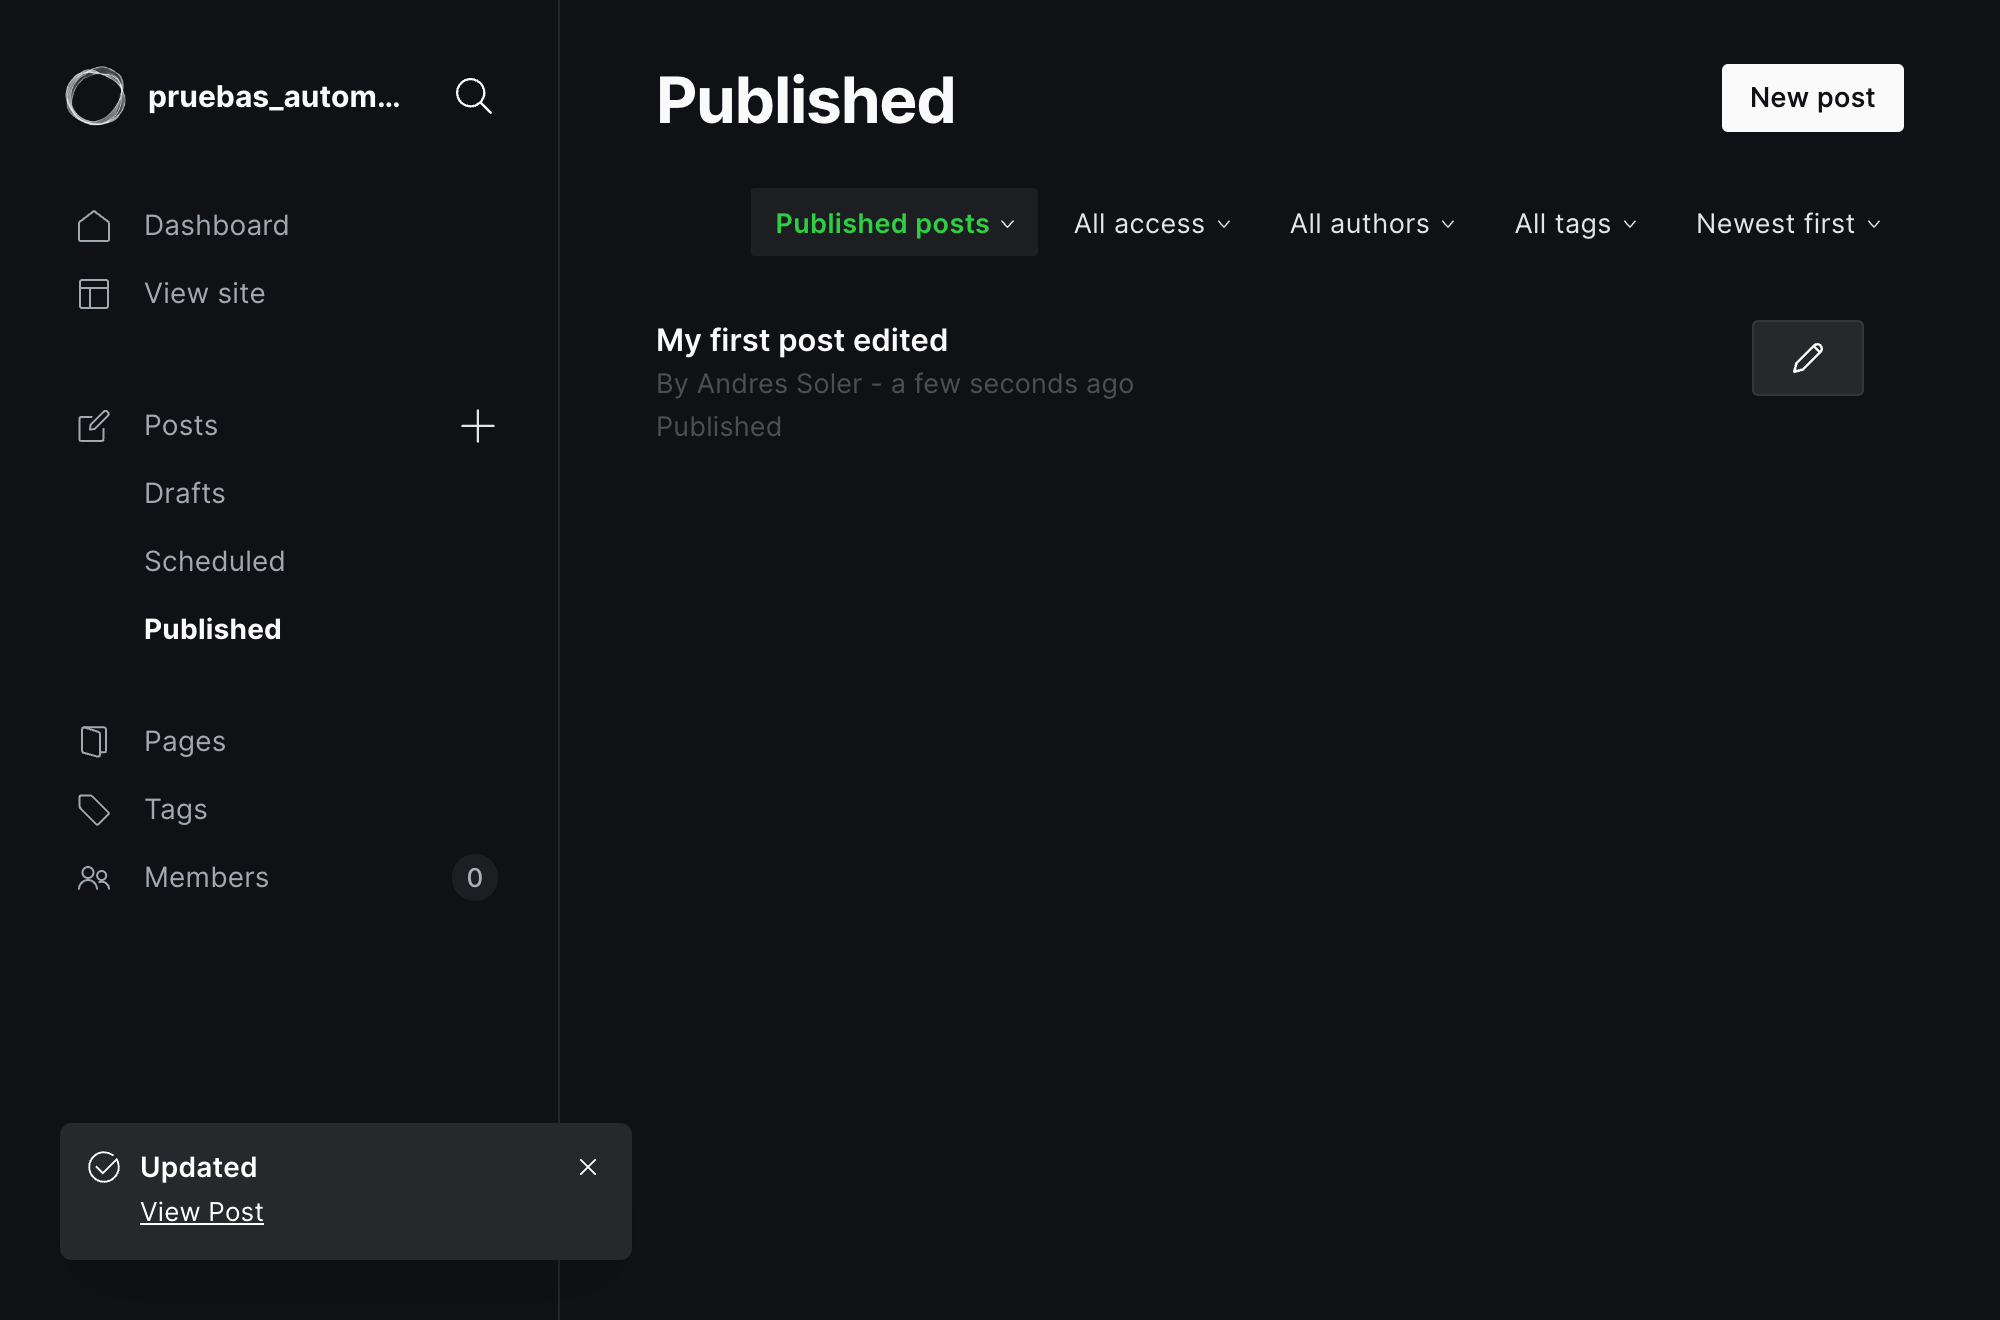 pruebas_autom...
Dashboard
View site
Posts
Drafts
Scheduled
Published
Pages
Tags
Members 0
Published
New post
Published posts All access All authors All tags Newest first
My first post edited
By Andres Soler - a few seconds ago
Published
Updated
View Post